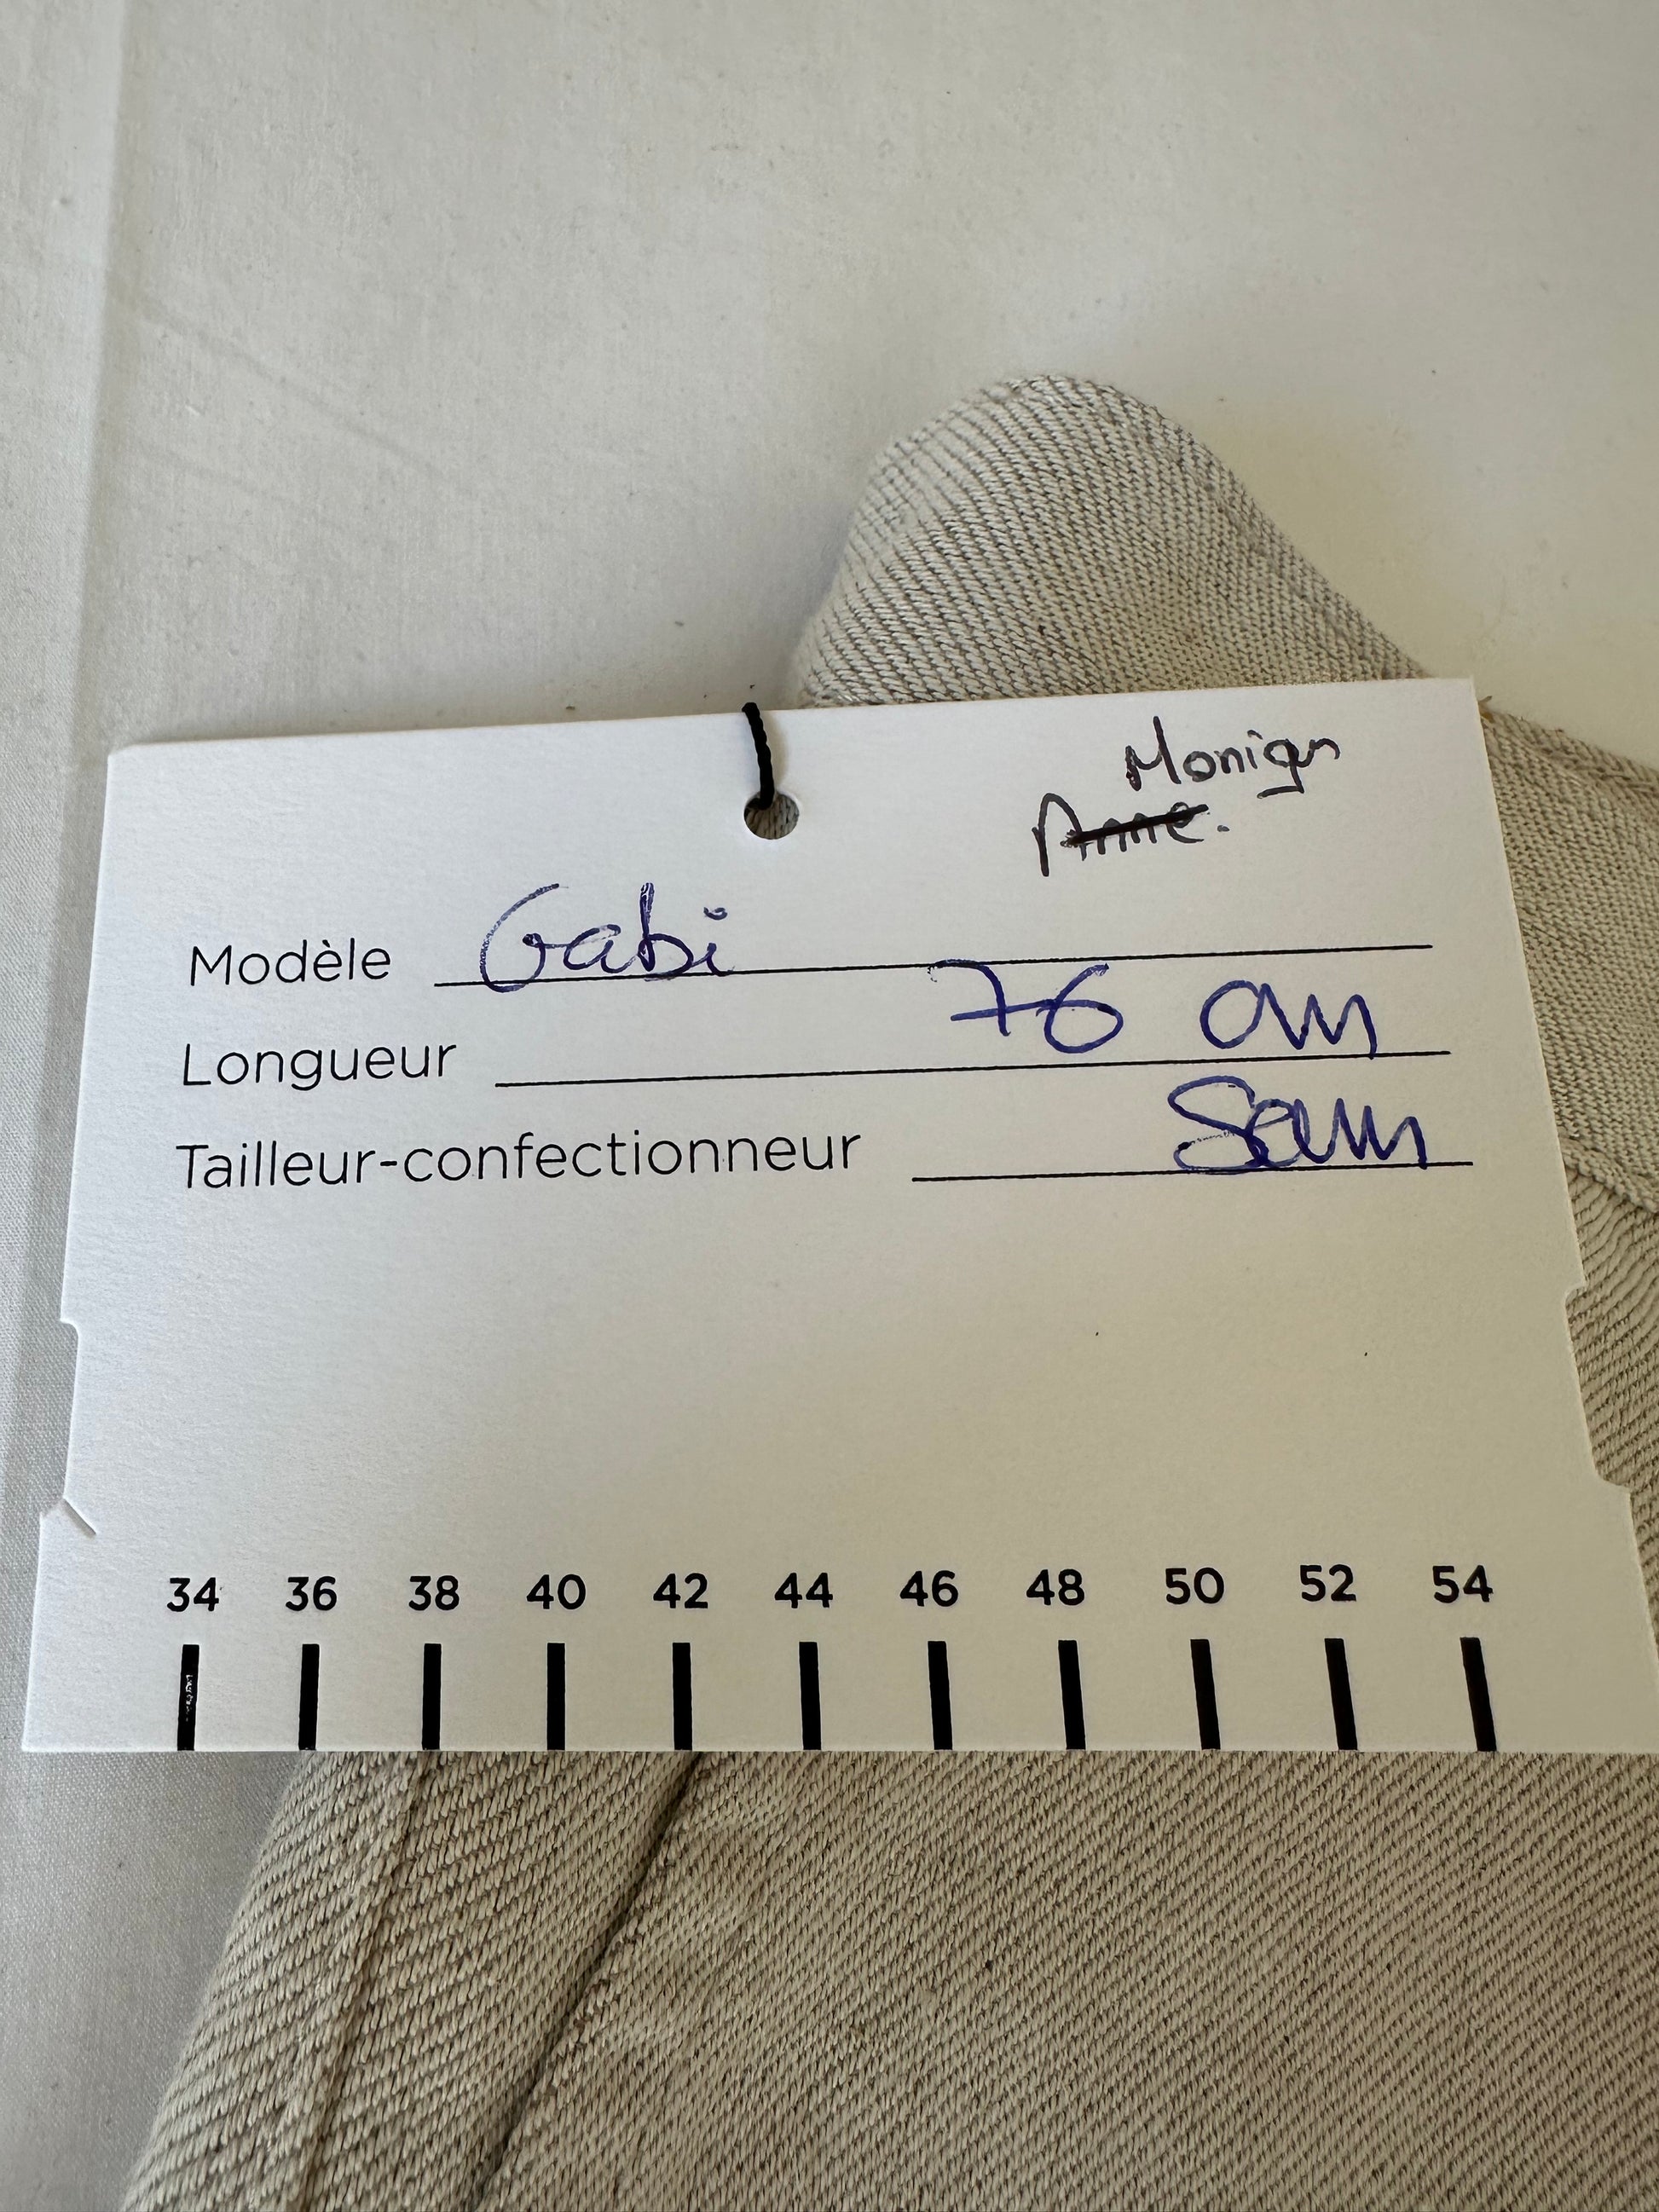 Anne.
Modèle Gabi
Longueur 76 cm
Tailleur-confectionneur Sam
34 36 38 40 42 44 46 48 50 52 54